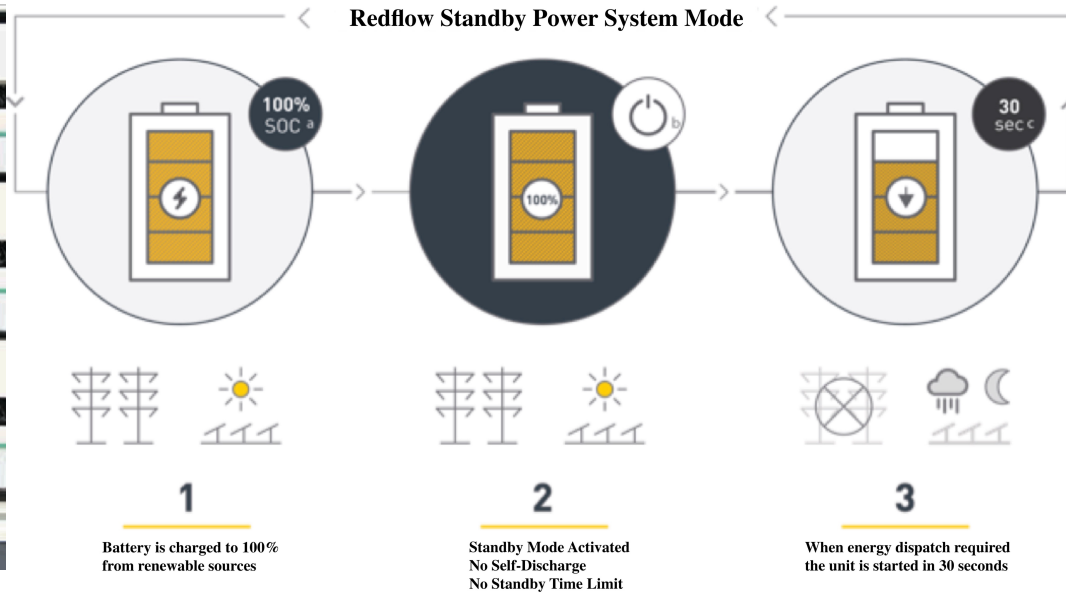 Redflow Standby Power System Mode
100%
SOC a
b
30
sec c
100%
1
2
3
Battery is charged to 100%
from renewable sources
Standby Mode Activated
No Self-Discharge
No Standby Time Limit
When energy dispatch required
the unit is started in 30 seconds